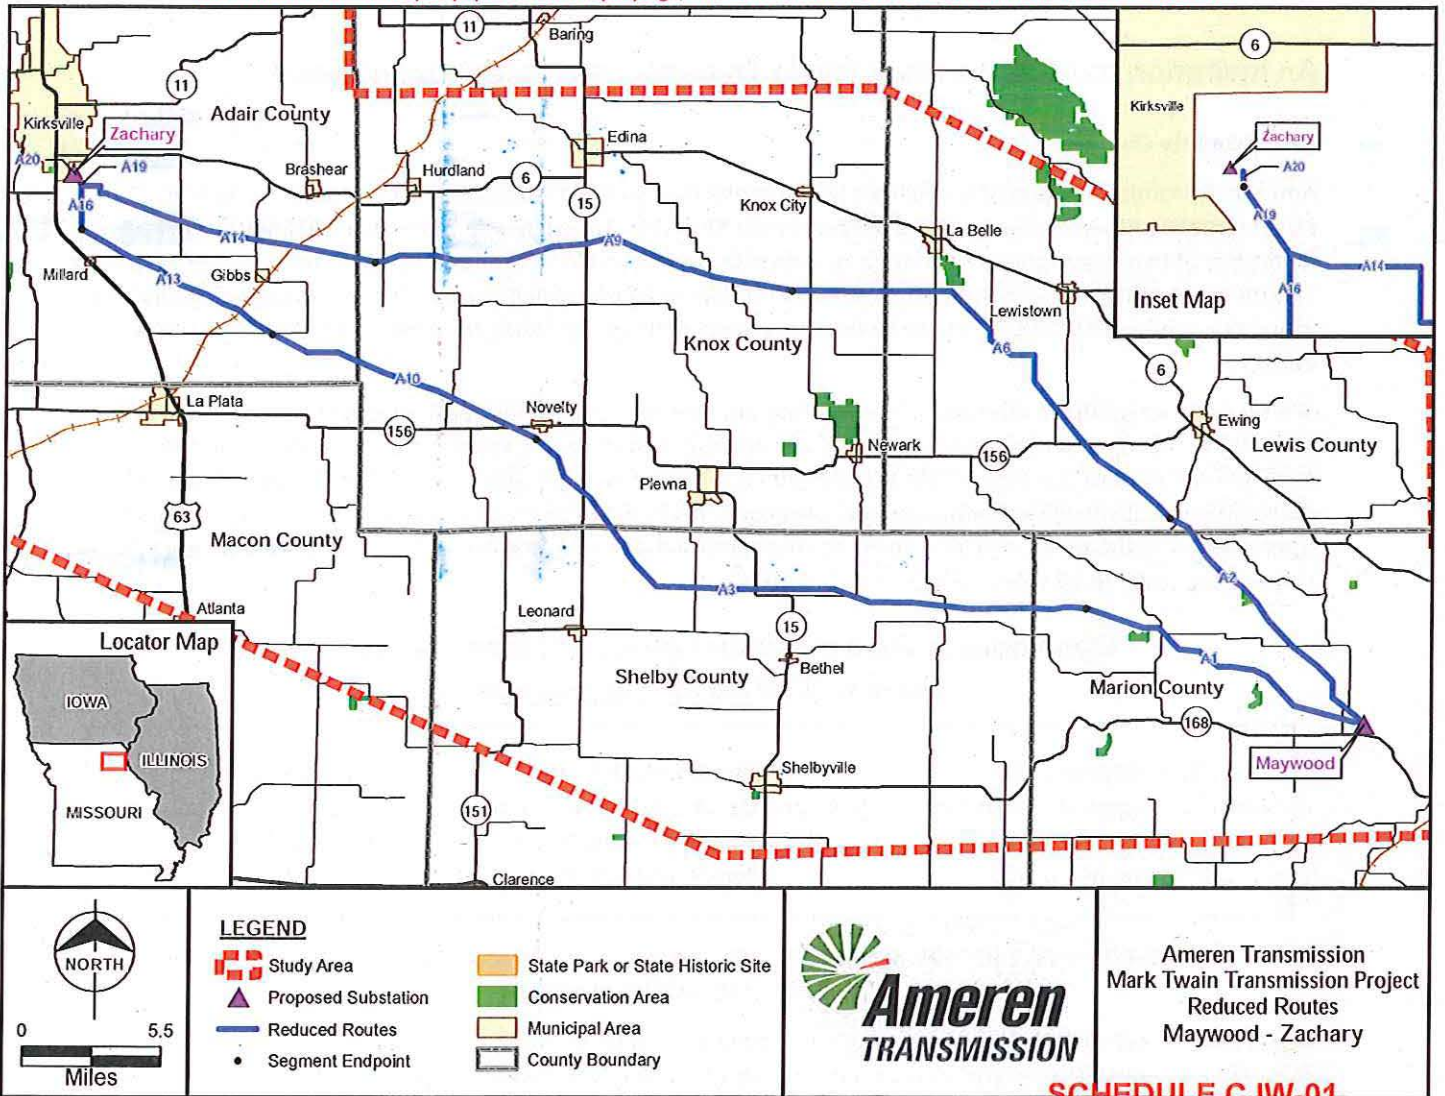 11
Baring
6
11
Adair County
Kirksville
Kirksville
Zachary
Zachary
Edina
A20
A19
Brashear
Hurdland
6
A20
A16
15
Knox City
A19
La Belle
A14
A9
A14
Millard
A13
Gibbs
A16
Lewistown
Inset Map
Knox County
A6
6
A10
La Plata
Novelty
156
Ewing
Lewis County
Newark
156
Plevna
63
Macon County
A3
A2
Atlanta
Leonard
15
Locator Map
Bethel
A1
Shelby County
Marion County
IOWA
168
ILLINOIS
Maywood
Shelbyville
MISSOURI
151
Clarence
NORTH
0 5.5
Miles
LEGEND
Study Area
Proposed Substation
Reduced Routes
Segment Endpoint
State Park or State Historic Site
Conservation Area
Municipal Area
County Boundary
Ameren
TRANSMISSION
Ameren Transmission
Mark Twain Transmission Project
Reduced Routes
Maywood - Zachary
SCHEDULE CJW-01